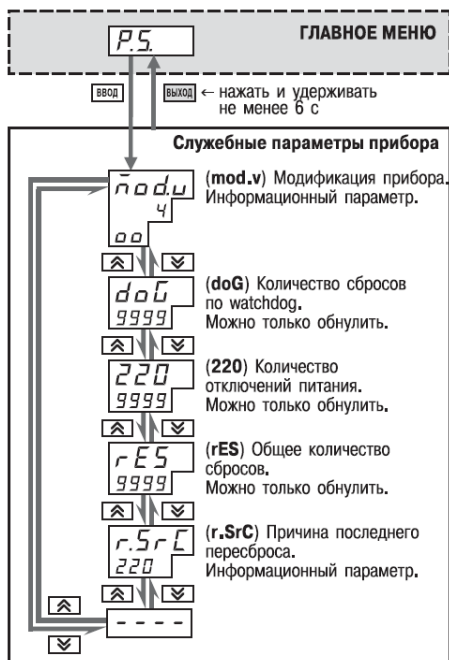 P.S.
ГЛАВНОЕ МЕНЮ
ввод
выход ← нажать и удерживать
не менее 6 с
Служебные параметры прибора
mod.v
4
oo
(mod.v) Модификация прибора.
Информационный параметр.
doG
9999
(doG) Количество сбросов
по watchdog.
Можно только обнулить.
220
9999
(220) Количество
отключений питания.
Можно только обнулить.
rES
9999
(rES) Общее количество
сбросов.
Можно только обнулить.
r.SrC
220
(r.SrC) Причина последнего
пересброса.
Информационный параметр.
- - - -